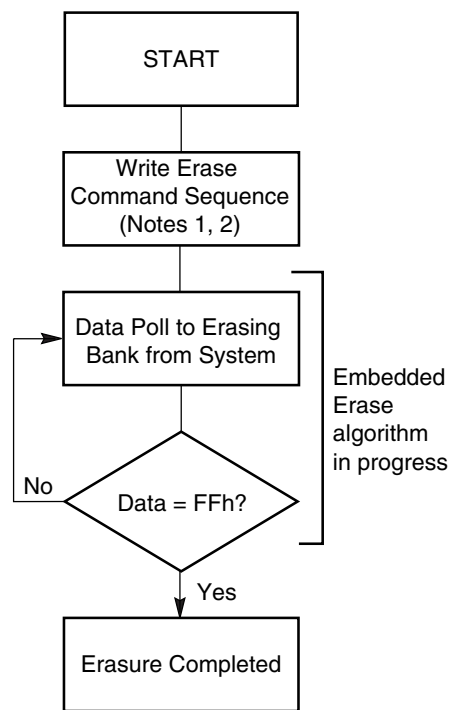 START
Write Erase
Command Sequence
(Notes 1, 2)
Data Poll to Erasing
Bank from System
Embedded
Erase
algorithm
in progress
No
Data = FFh?
Yes
Erasure Completed